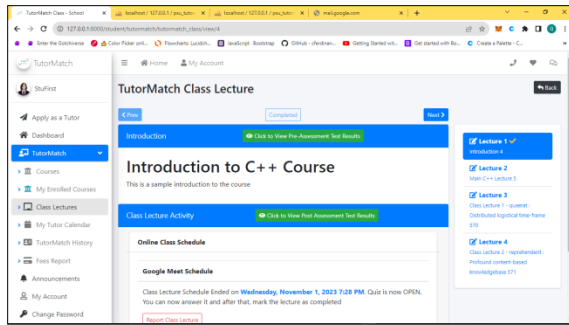 TutorMatch Class - School
localhost / 127.0.0.1 / psu_tutor
localhost / 127.0.0.1 / psu_tutor
mail.google.com
127.0.0.1:8000/student/tutormatch/tutormatch_class/view/4
Enter the Gotchiverse
Color Picker onli...
Flowcharts: Lucidch...
JavaScript Bootstrap
GitHub - cferdinan...
Getting Started wit...
Get started with Bo...
Create a Palette - C...
TutorMatch
Home
My Account
StuFirst
Apply as a Tutor
Dashboard
TutorMatch
Courses
My Enrolled Courses
Class Lectures
My Tutor Calendar
TutorMatch History
Fees Report
Announcements
My Account
Change Password
TutorMatch Class Lecture
Back
Prev
Completed
Next
Introduction
Click to View Pre-Assessment Test Results
Introduction to C++ Course
This is a sample introduction to the course
Class Lecture Activity
Click to View Post Assessment Test Results
Online Class Schedule
Google Meet Schedule
Class Lecture Schedule Ended on Wednesday, November 1, 2023 7:28 PM. Quiz is now OPEN.
You can now answer it and after that, mark the lecture as completed
Report Class Lecture
Lecture 1
Introduction 4
Lecture 2
Main C++ Lecture 5
Lecture 3
Class Lecture 1 - quaerat :
Distributed logistical time-frame
370
Lecture 4
Class Lecture 2 - reprehenderit :
Profound content-based
knowledgebase 371